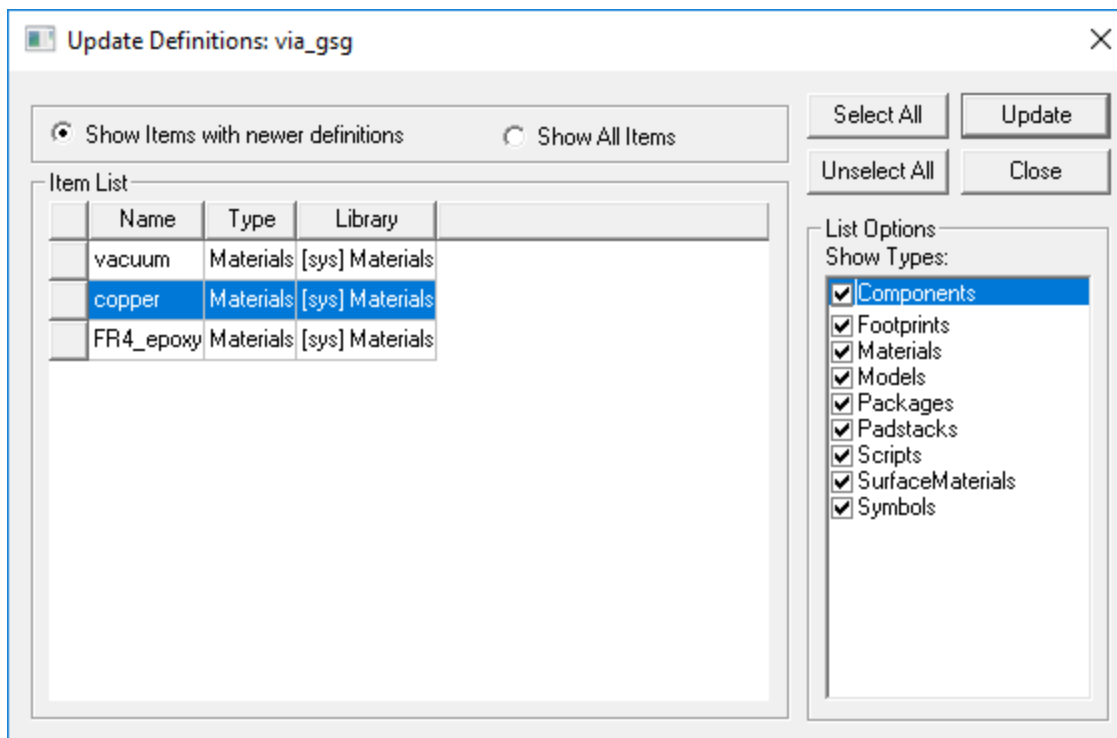 Update Definitions: via_gsg
Show Items with newer definitions
Show All Items
Select All
Update
Unselect All
Close
Item List
Name Type Library
vacuum Materials [sys] Materials
copper Materials [sys] Materials
FR4_epoxy Materials [sys] Materials
List Options
Show Types:
Components
Footprints
Materials
Models
Packages
Padstacks
Scripts
SurfaceMaterials
Symbols